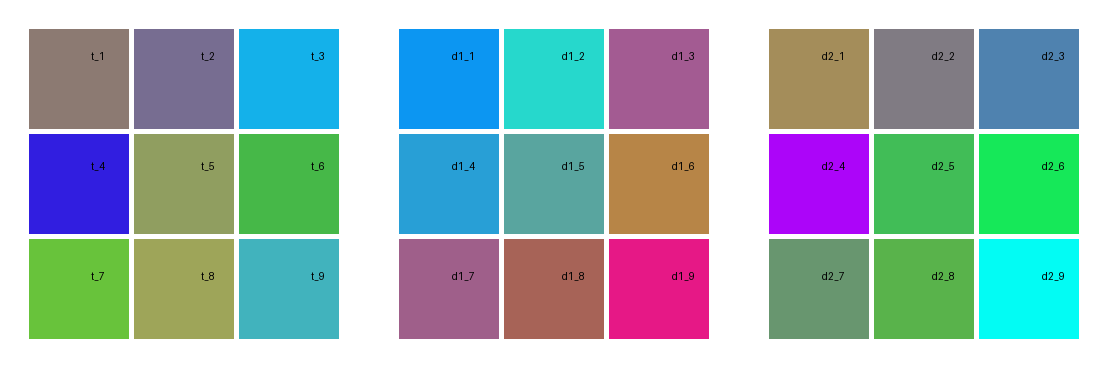 t_1 t_2 t_3 d1_1 d1_2 d1_3 d2_1 d2_2 d2_3
t_4 t_5 t_6 d1_4 d1_5 d1_6 d2_4 d2_5 d2_6
t_7 t_8 t_9 d1_7 d1_8 d1_9 d2_7 d2_8 d2_9